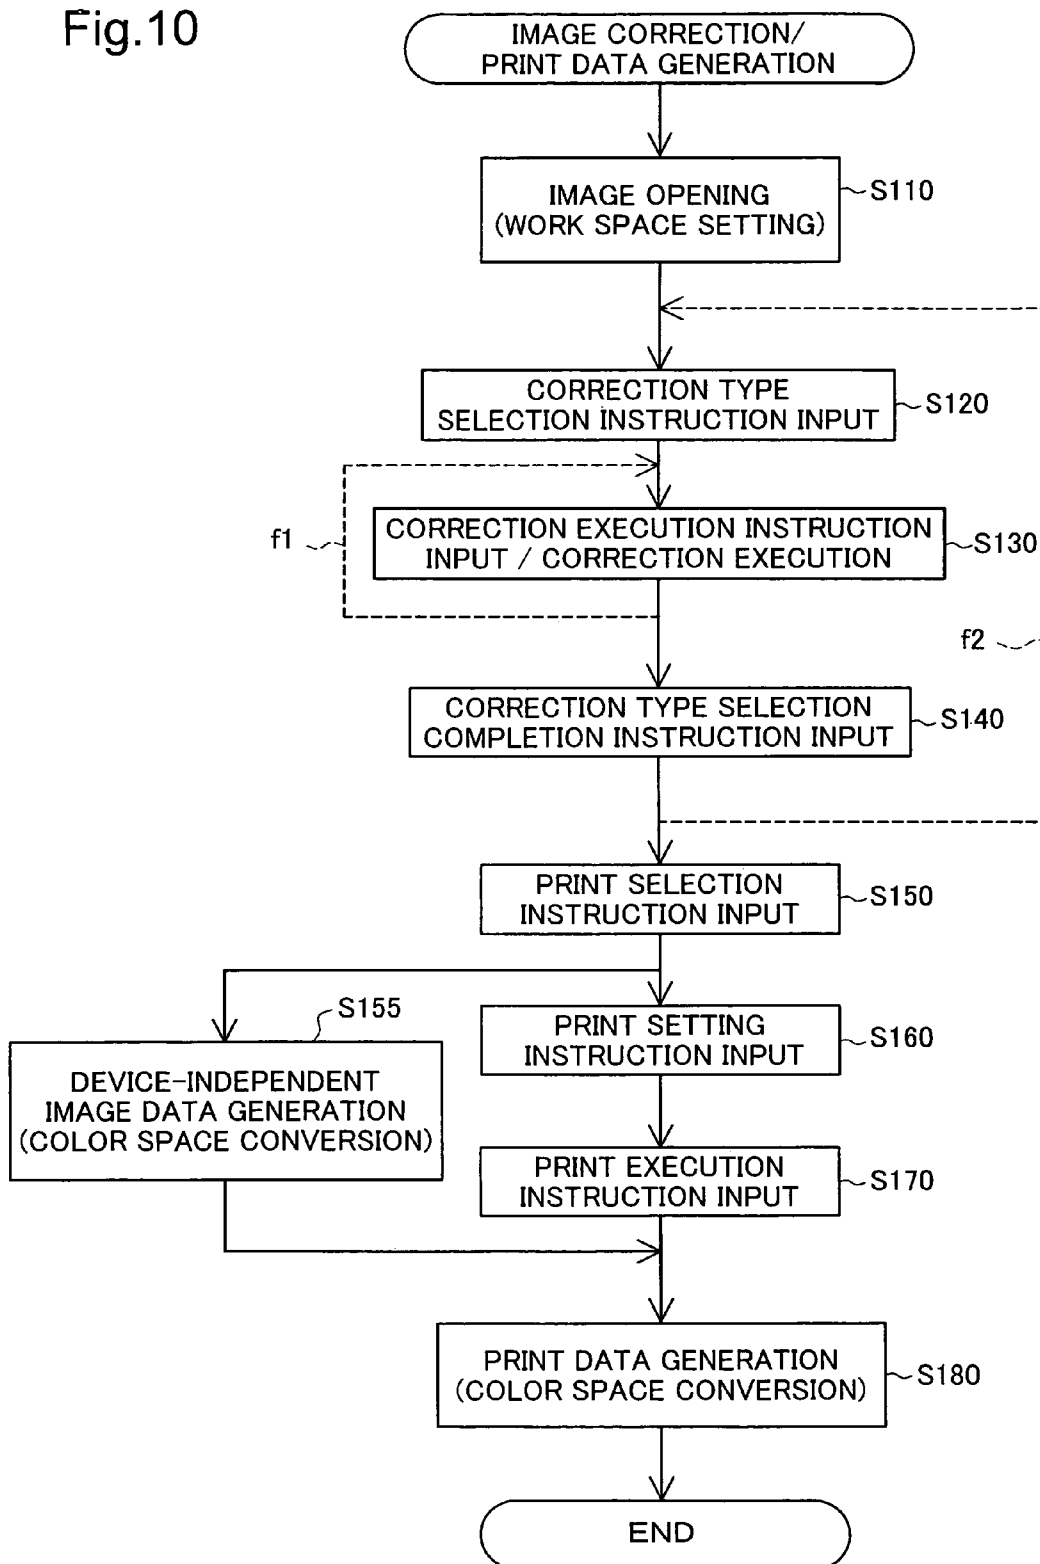 Fig.10
IMAGE CORRECTION/
PRINT DATA GENERATION
IMAGE OPENING
(WORK SPACE SETTING)
S110
CORRECTION TYPE
SELECTION INSTRUCTION INPUT
S120
f1
CORRECTION EXECUTION INSTRUCTION
INPUT / CORRECTION EXECUTION
S130
f2
CORRECTION TYPE SELECTION
COMPLETION INSTRUCTION INPUT
S140
PRINT SELECTION
INSTRUCTION INPUT
S150
S155
DEVICE-INDEPENDENT
IMAGE DATA GENERATION
(COLOR SPACE CONVERSION)
PRINT SETTING
INSTRUCTION INPUT
S160
PRINT EXECUTION
INSTRUCTION INPUT
S170
PRINT DATA GENERATION
(COLOR SPACE CONVERSION)
S180
END